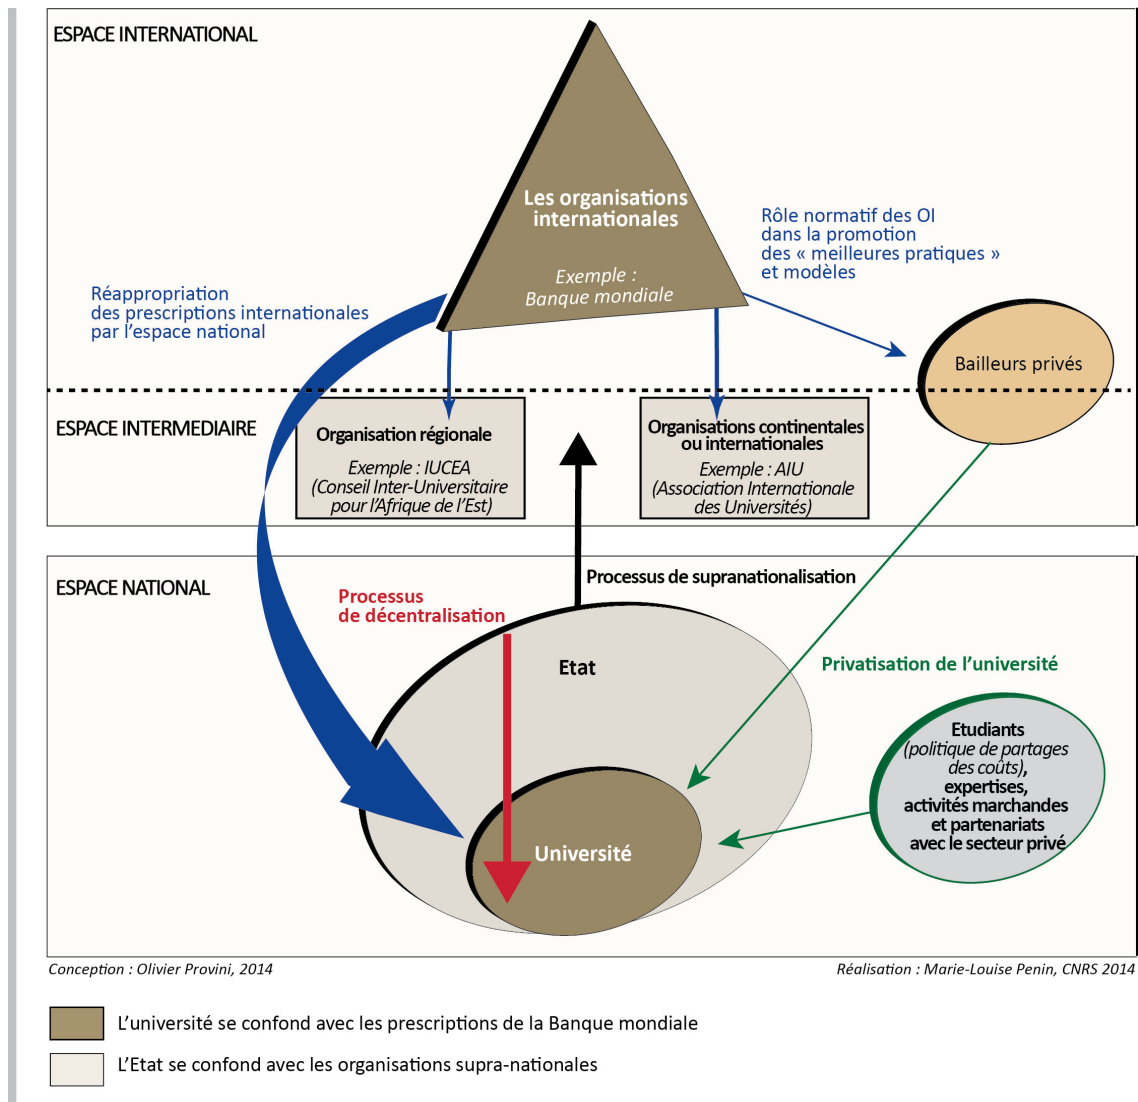 ESPACE INTERNATIONAL
Les organisations
internationales
Exemple :
Banque mondiale
Rôle normatif des OI
dans la promotion
des « meilleures pratiques »
et modèles
Réappropriation
des prescriptions internationales
par l'espace national
Bailleurs privés
ESPACE INTERMEDIAIRE
Organisation régionale
Exemple : IUCEA
(Conseil Inter-Universitaire
pour l'Afrique de l'Est)
Organisations continentales
ou internationales
Exemple : AIU
(Association Internationale
des Universités)
ESPACE NATIONAL
Processus de supranationalisation
Processus
de décentralisation
Etat
Privatisation de l'université
Etudiants
(politique de partages
des coûts),
expertises,
activités marchandes
et partenariats
avec le secteur privé
Université
Conception : Olivier Provini, 2014
Réalisation : Marie-Louise Penin, CNRS 2014
L'université se confond avec les prescriptions de la Banque mondiale
L'Etat se confond avec les organisations supra-nationales